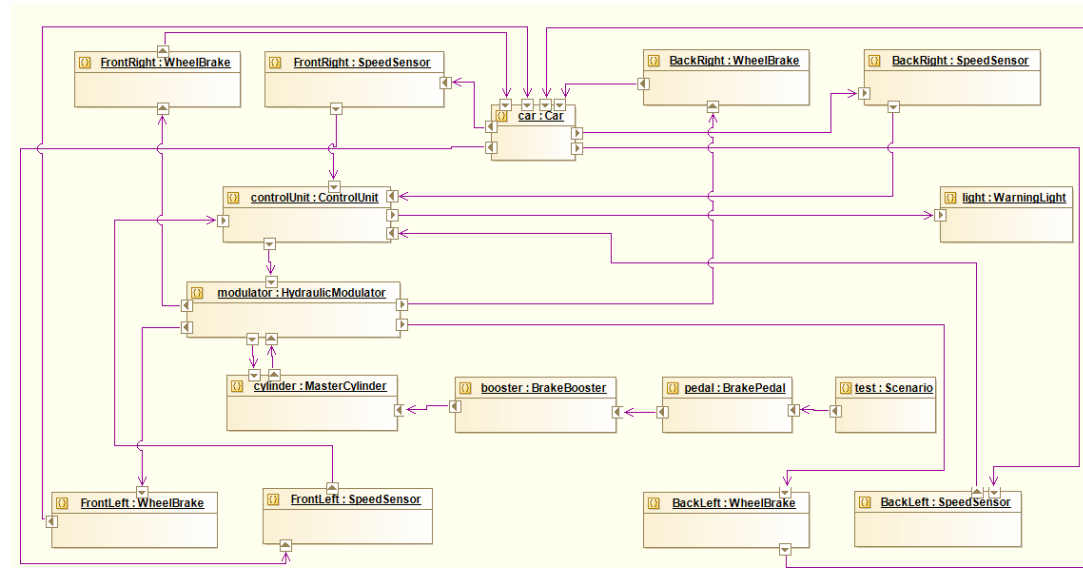 FrontRight : WheelBrake
FrontRight : SpeedSensor
BackRight : WheelBrake
BackRight : SpeedSensor
car : Car
controlUnit : ControlUnit
light : WarningLight
modulator : HydraulicModulator
cylinder : MasterCylinder
booster : BrakeBooster
pedal : BrakePedal
test : Scenario
FrontLeft : WheelBrake
FrontLeft : SpeedSensor
BackLeft : WheelBrake
BackLeft : SpeedSensor